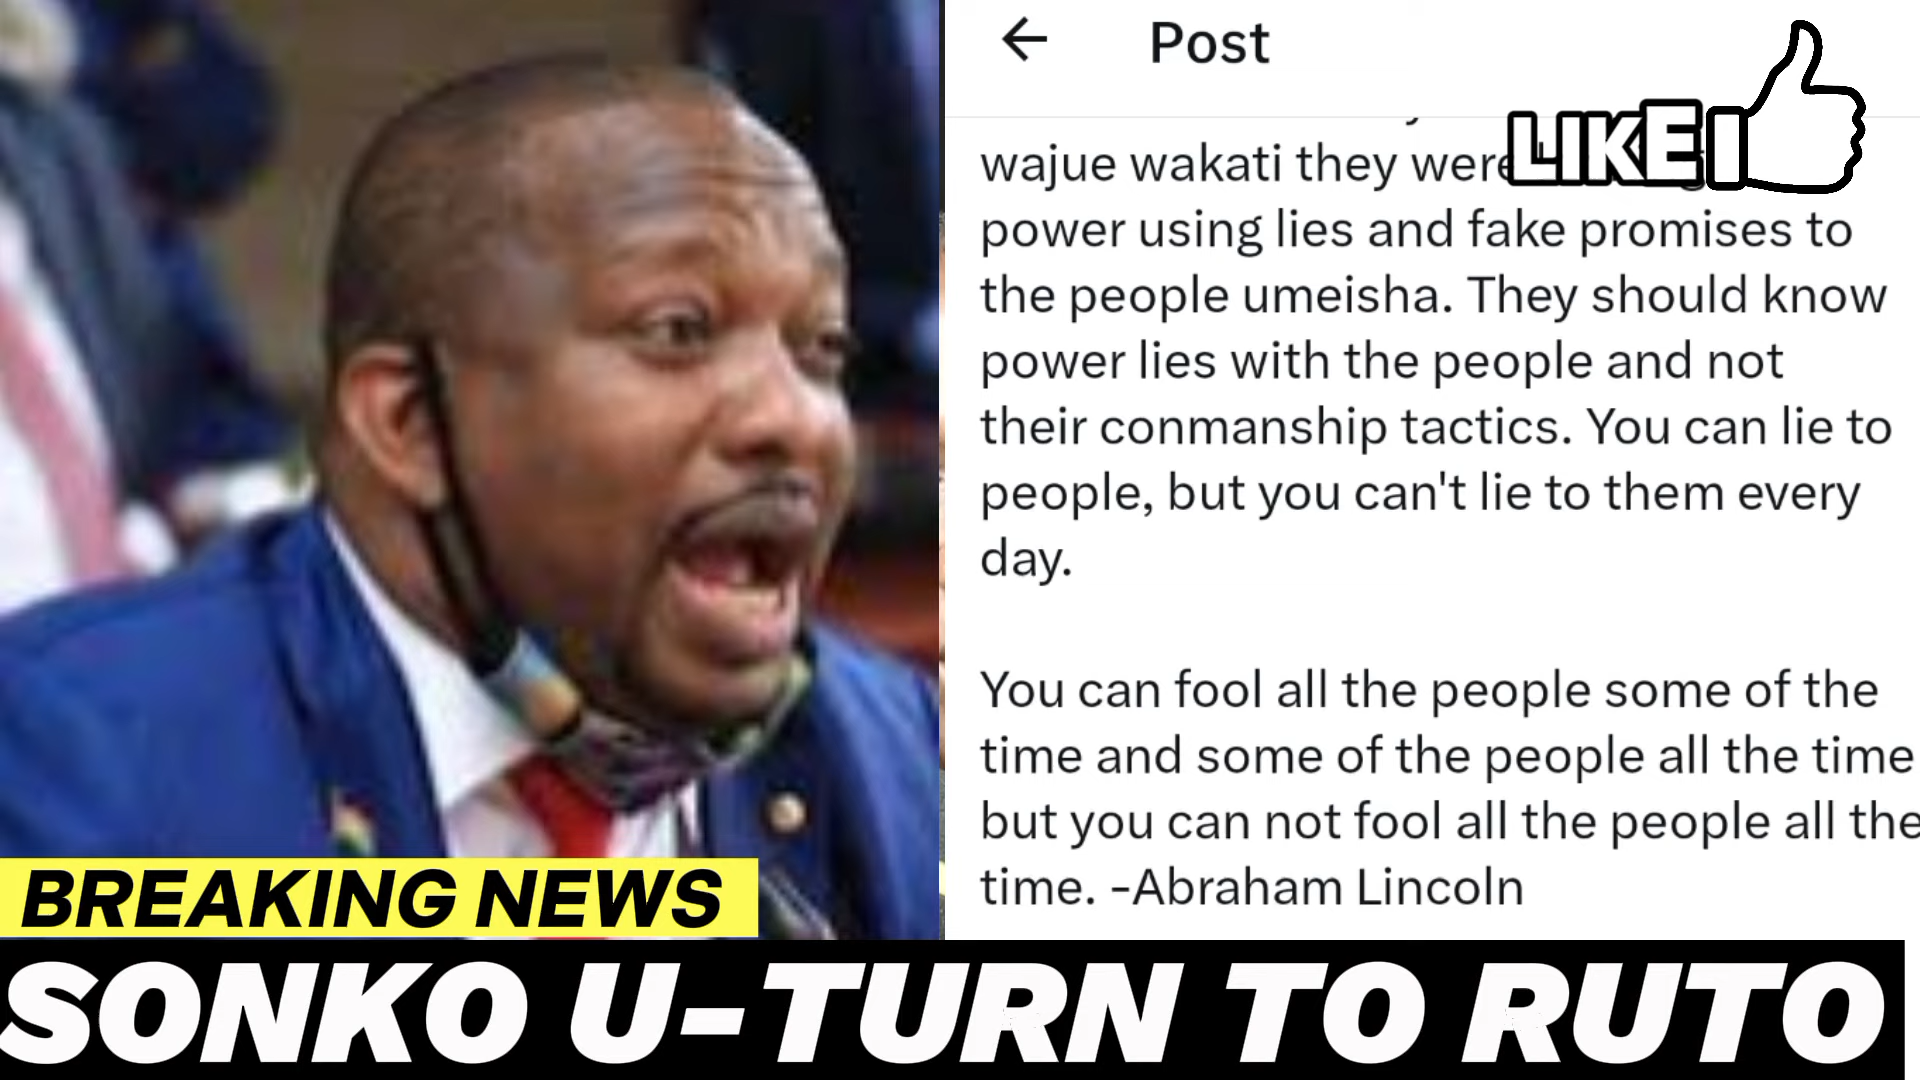 Post
LIKE
wajue wakati they were
power using lies and fake promises to
the people umeisha. They should know
power lies with the people and not
their conmanship tactics. You can lie to
people, but you can't lie to them every
day.
You can fool all the people some of the
time and some of the people all the time
but you can not fool all the people all the
time. -Abraham Lincoln
BREAKING NEWS
SONKO U-TURN TO RUTO